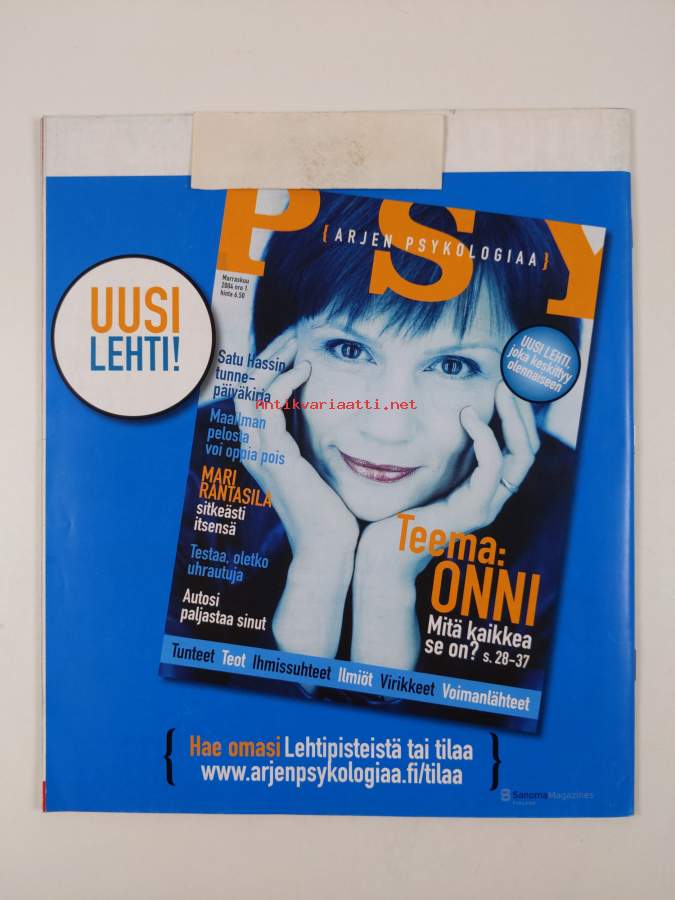 PSY
{ARJEN PSYKOLOGIAA}
Marraskuu
2004 nro 1
hinta 6.50
UUSI
LEHTI!
UUSI LEHTI,
joka keskittyy
olennaiseen
Satu Hassin
tunne-
päiväkirja
Antikvariaatti.net
Maailman
pelosta
voi oppia pois
MARI
RANTASILA
sitkeästi
itsensä
Testaa, oletko
uhrautuja
Autosi
paljastaa sinut
Teema:
ONNI
Mitä kaikkea
se on? s. 28-37
Tunteet Teot Ihmissuhteet Ilmiöt Virikkeet Voimanlähteet
{Hae omasi Lehtipisteistä tai tilaa
www.arjenpsykologiaa.fi/tilaa}
SanomaMagazines
FINLAND